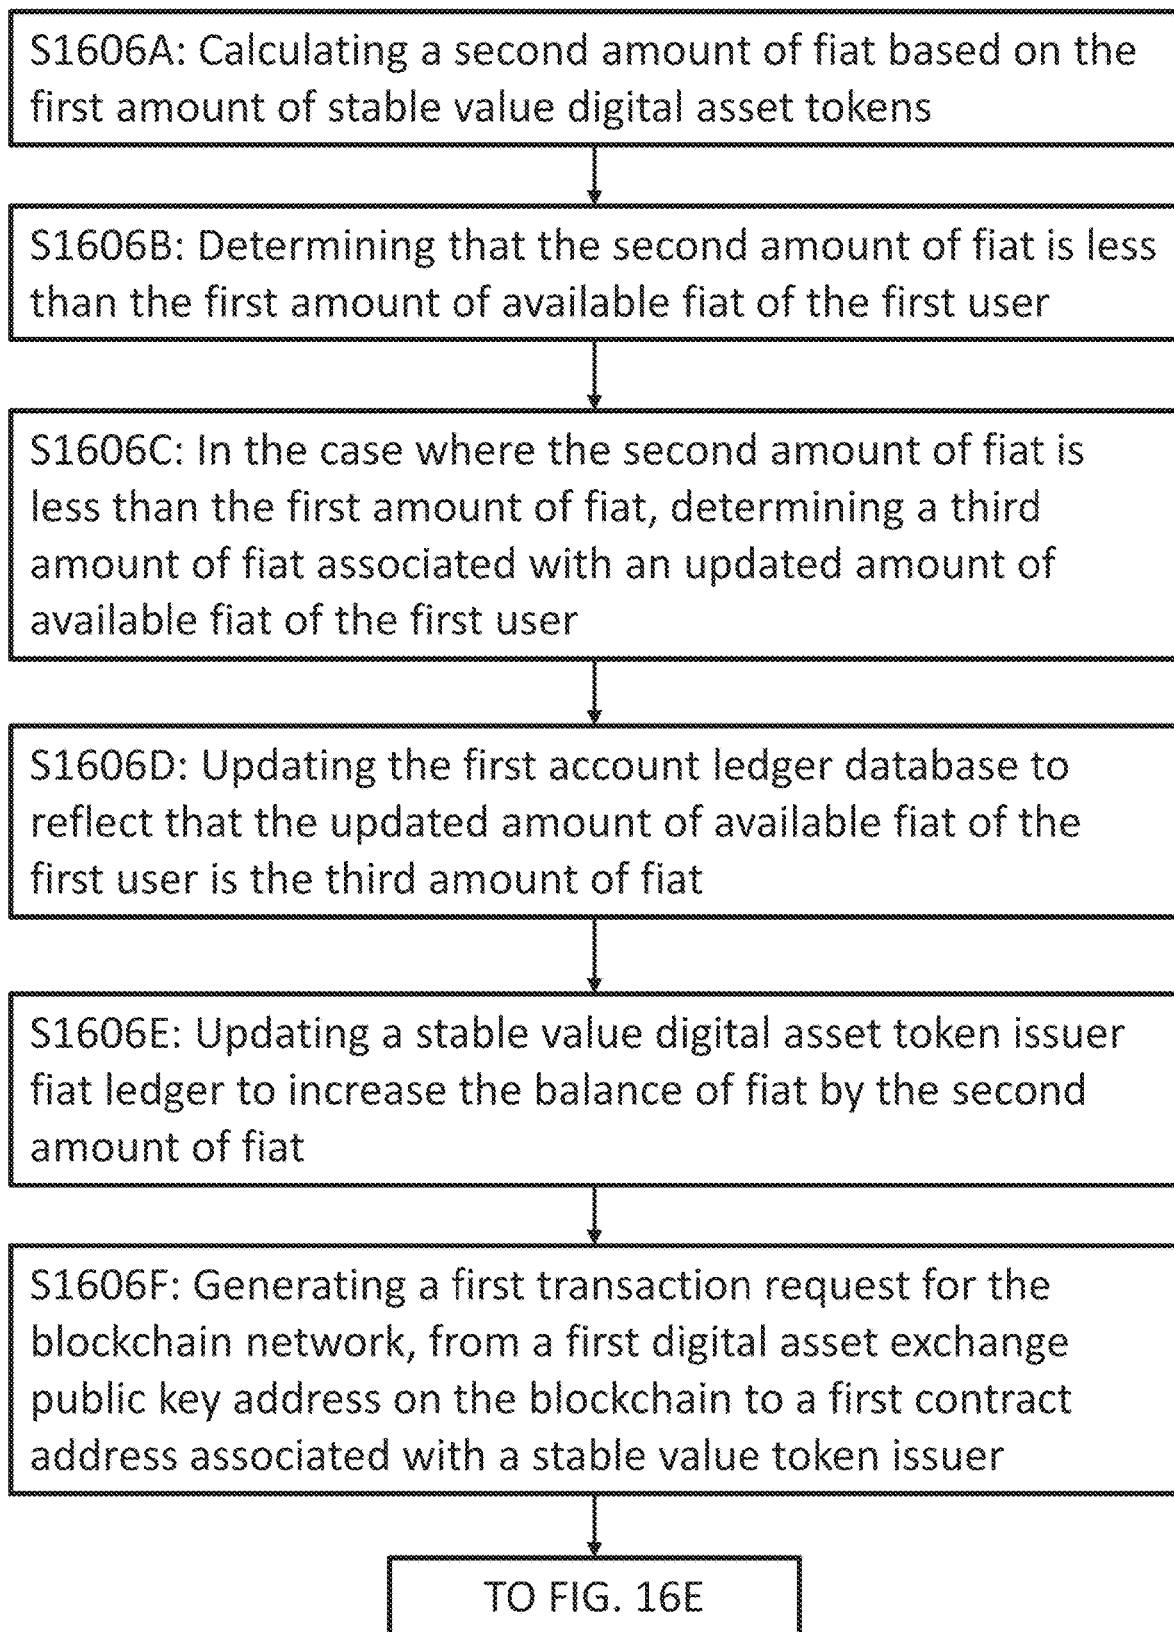 S1606A: Calculating a second amount of fiat based on the
first amount of stable value digital asset tokens
S1606B: Determining that the second amount of fiat is less
than the first amount of available fiat of the first user
S1606C: In the case where the second amount of fiat is
less than the first amount of fiat, determining a third
amount of fiat associated with an updated amount of
available fiat of the first user
S1606D: Updating the first account ledger database to
reflect that the updated amount of available fiat of the
first user is the third amount of fiat
S1606E: Updating a stable value digital asset token issuer
fiat ledger to increase the balance of fiat by the second
amount of fiat
S1606F: Generating a first transaction request for the
blockchain network, from a first digital asset exchange
public key address on the blockchain to a first contract
address associated with a stable value token issuer
TO FIG. 16E